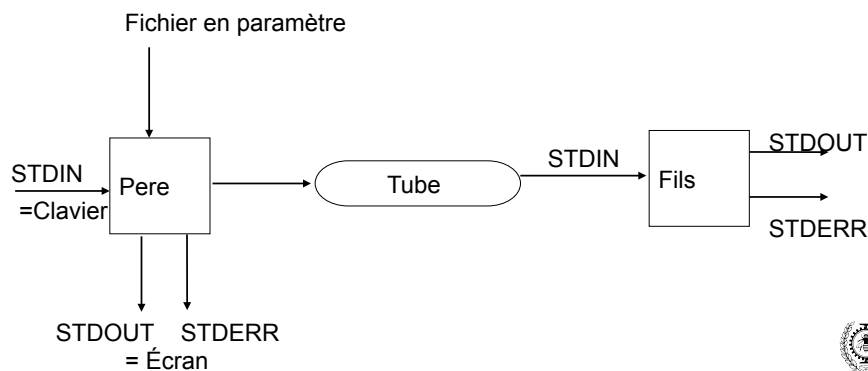 Fichier en paramètre
STDIN
=Clavier
Pere
Tube
STDIN
Fils
STDOUT
STDERR
STDOUT STDERR
= Écran